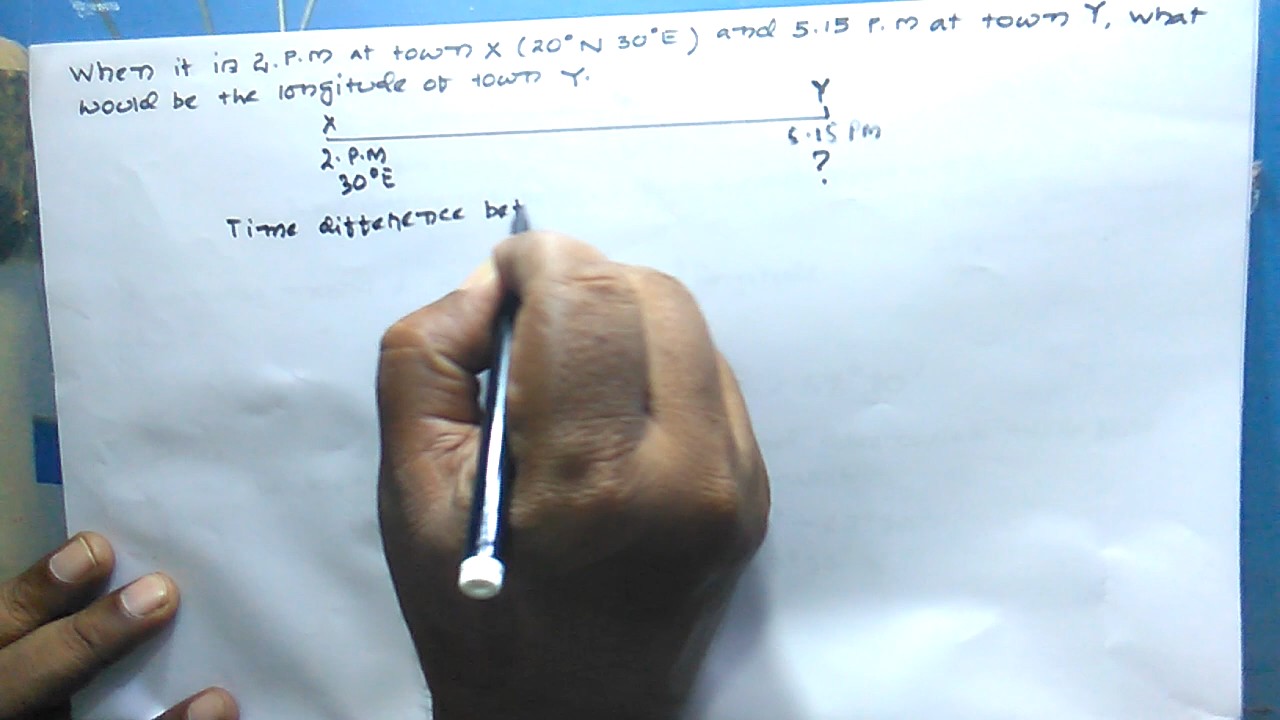 When it is 2. P.M at town X (20°N 30°E) and 5.15 P.M at town Y, what
would be the longitude of town Y.
X Y
2. P.M 5.15 PM
30°E ?
Time difference bet